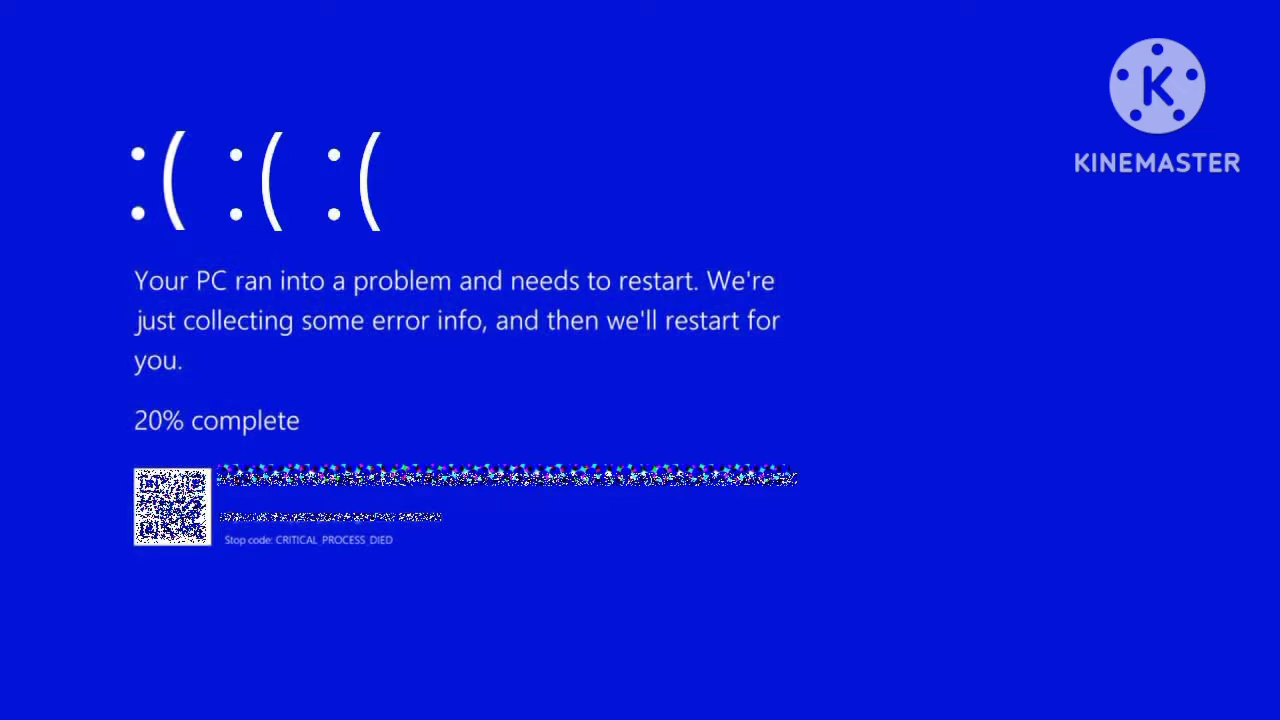 :( :( :(
KINEMASTER
Your PC ran into a problem and needs to restart. We're
just collecting some error info, and then we'll restart for
you.
20% complete
Stop code: CRITICAL_PROCESS_DIED